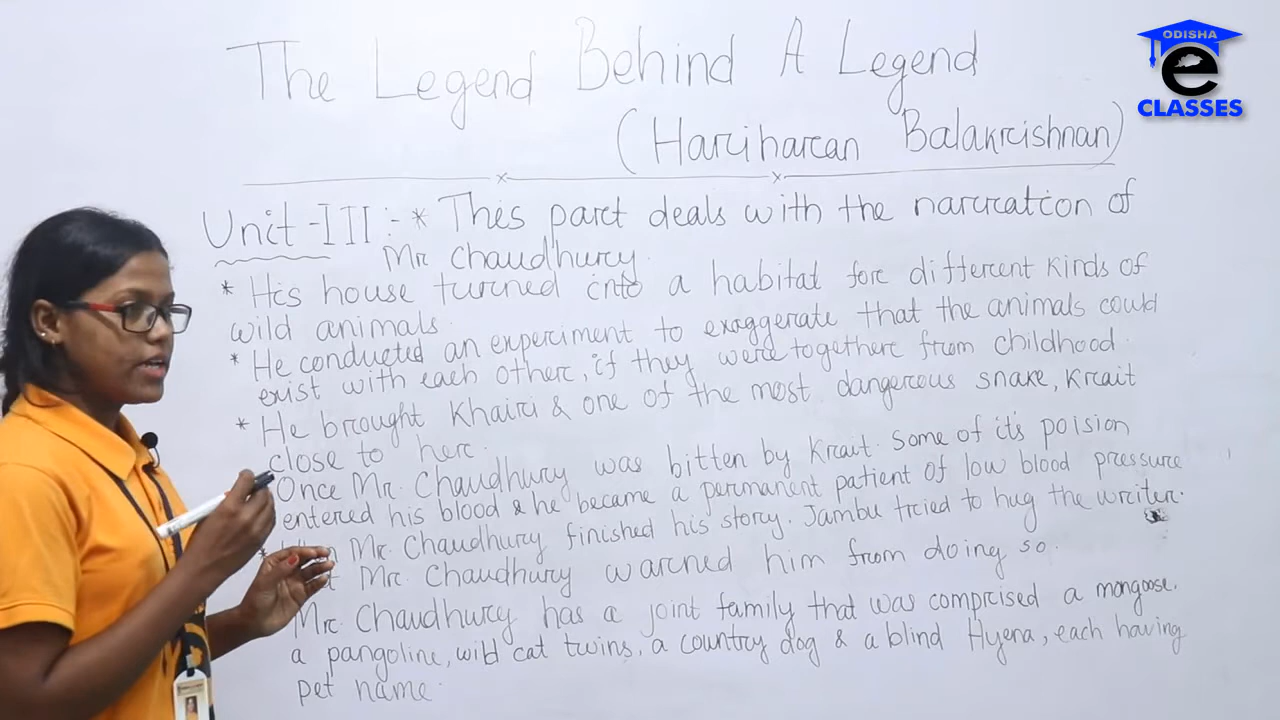 The Legend Behind A Legend
(Hariharan Balakrishnan)
ODISHA
e
CLASSES
Unit-III :- * This part deals with the narration of
Mr Chaudhury.
* His house turned into a habitat for different kinds of
wild animals.
* He conducted an experiment to exaggerate that the animals could
exist with each other, if they were together from childhood.
* He brought Khairi & one of the most dangerous snake, Krait
close to her.
Once Mr. Chaudhury was bitten by Krait. Some of it's poision
entered his blood & he became a permanent patient of low blood pressure
* Mr. Chaudhury finished his story. Jambu tried to hug the writer.
Mr. Chaudhury warned him from doing so.
Mr. Chaudhury has a joint family that was comprised a mongoose.
a pangoline, wild cat twins, a country dog & a blind Hyena, each having
pet name.